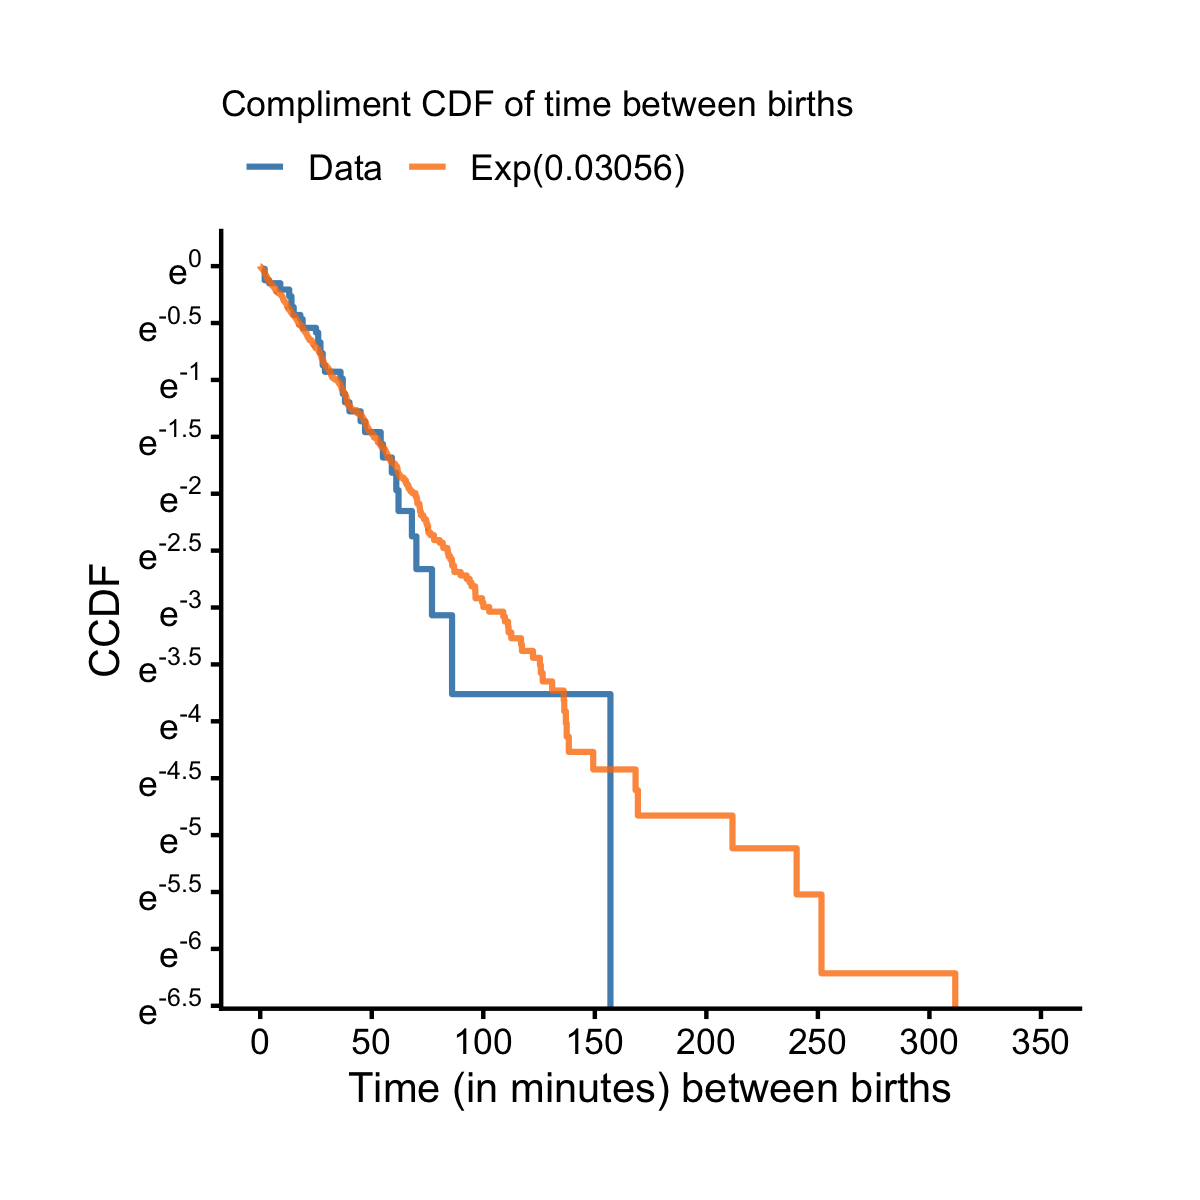 Compliment CDF of time between births
Data Exp(0.03056)
CCDF
e^0
e^-0.5
e^-1
e^-1.5
e^-2
e^-2.5
e^-3
e^-3.5
e^-4
e^-4.5
e^-5
e^-5.5
e^-6
e^-6.5
0 50 100 150 200 250 300 350
Time (in minutes) between births